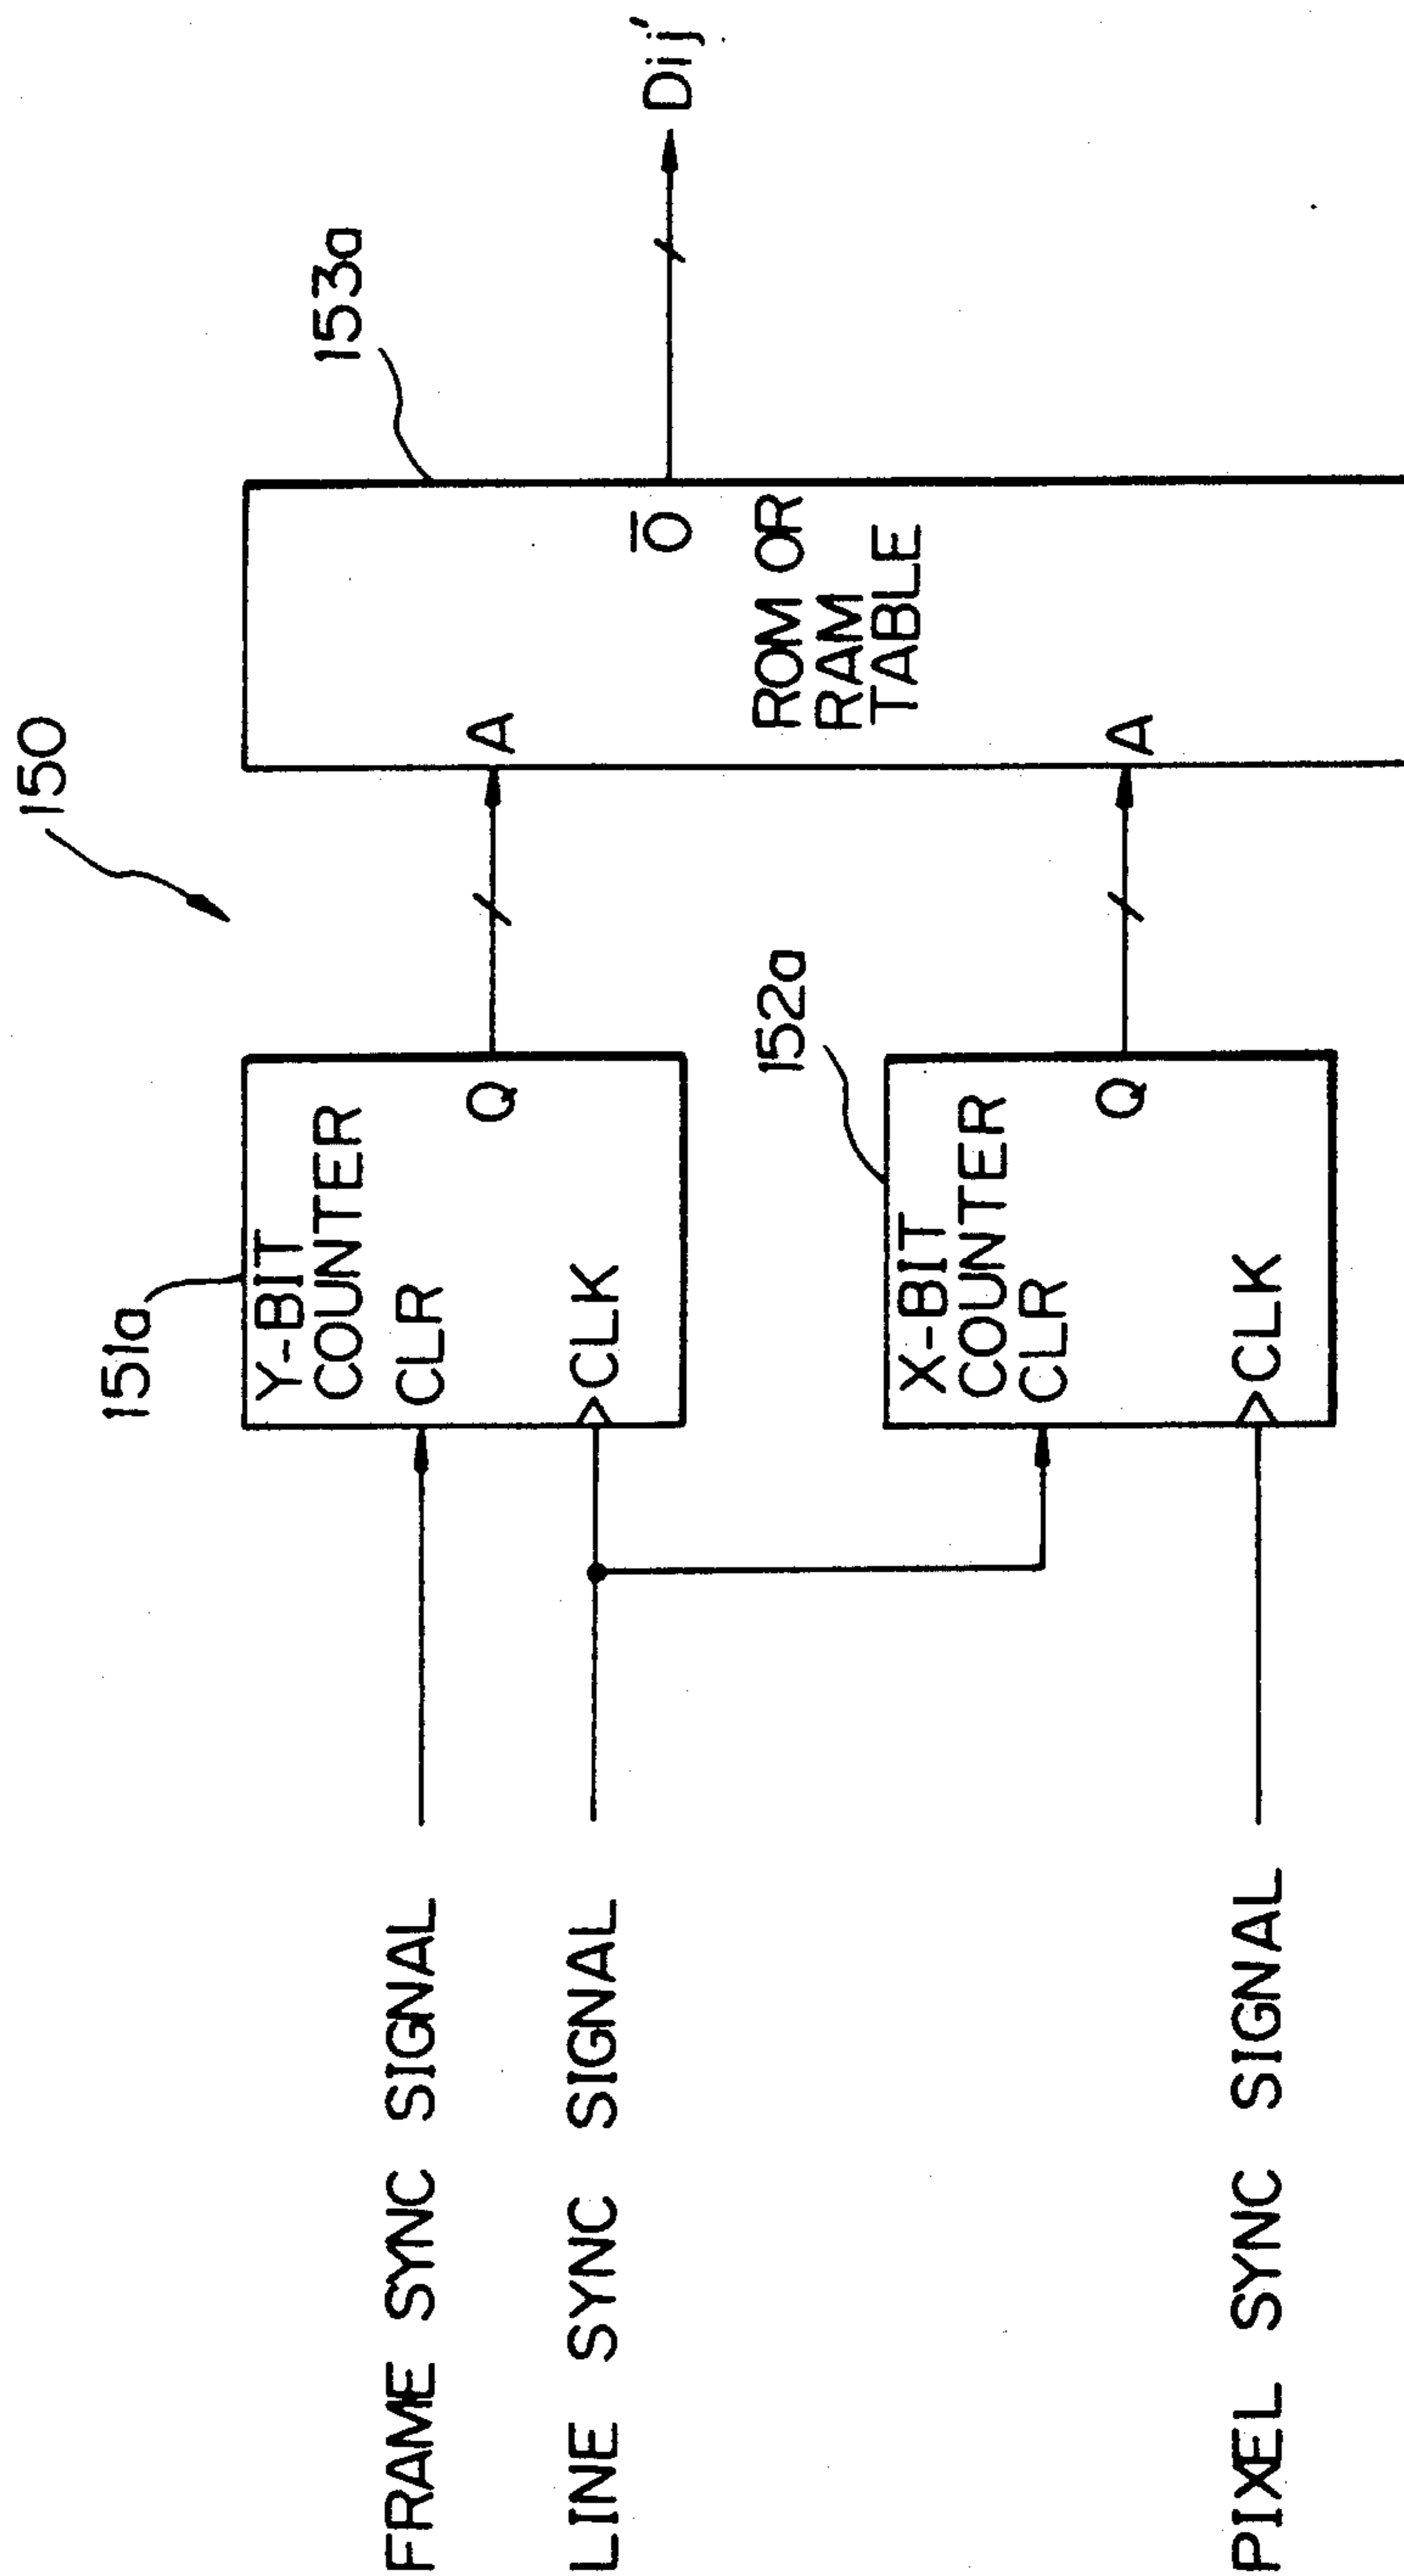 150
151a
Y-BIT
COUNTER
CLR
CLK
Q
152a
X-BIT
COUNTER
CLR
CLK
Q
153a
A
A
O̅
ROM OR
RAM
TABLE
Dij'
FRAME SYNC SIGNAL
LINE SYNC SIGNAL
PIXEL SYNC SIGNAL